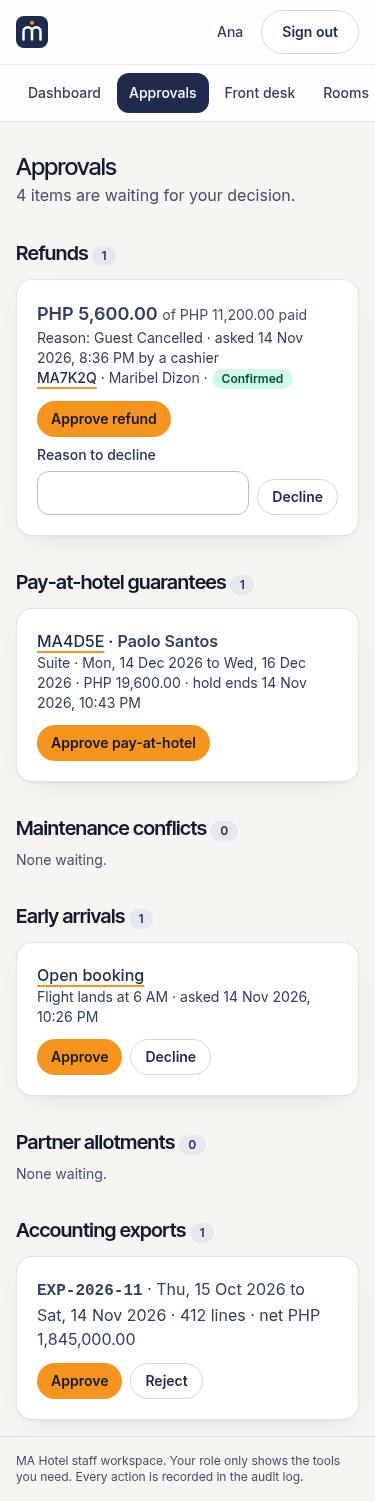 Ana
Sign out
Dashboard
Approvals
Front desk
Rooms
Approvals
4 items are waiting for your decision.
Refunds 1
PHP 5,600.00 of PHP 11,200.00 paid
Reason: Guest Cancelled · asked 14 Nov
2026, 8:36 PM by a cashier
MA7K2Q · Maribel Dizon · Confirmed
Approve refund
Reason to decline
Decline
Pay-at-hotel guarantees 1
MA4D5E · Paolo Santos
Suite · Mon, 14 Dec 2026 to Wed, 16 Dec
2026 · PHP 19,600.00 · hold ends 14 Nov
2026, 10:43 PM
Approve pay-at-hotel
Maintenance conflicts 0
None waiting.
Early arrivals 1
Open booking
Flight lands at 6 AM · asked 14 Nov 2026,
10:26 PM
Approve
Decline
Partner allotments 0
None waiting.
Accounting exports 1
EXP-2026-11 · Thu, 15 Oct 2026 to
Sat, 14 Nov 2026 · 412 lines · net PHP
1,845,000.00
Approve
Reject
MA Hotel staff workspace. Your role only shows the tools
you need. Every action is recorded in the audit log.